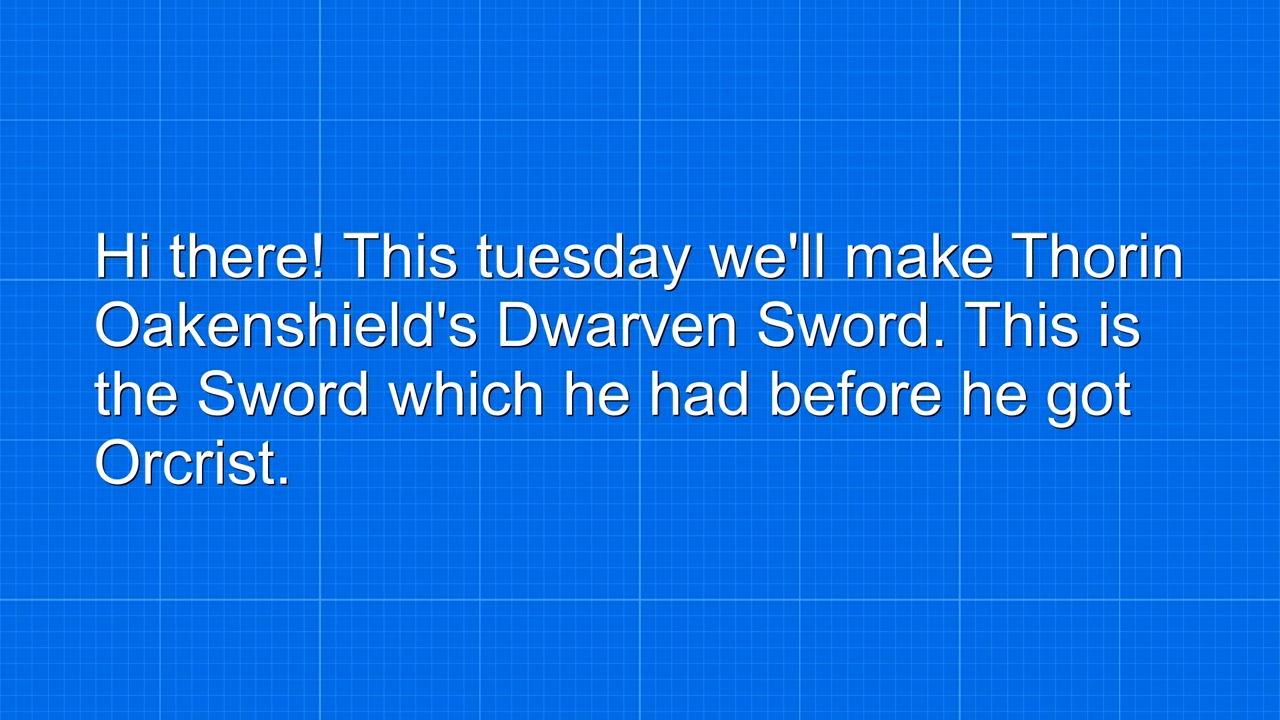 Hi there! This tuesday we'll make Thorin
Oakenshield's Dwarven Sword. This is
the Sword which he had before he got
Orcrist.